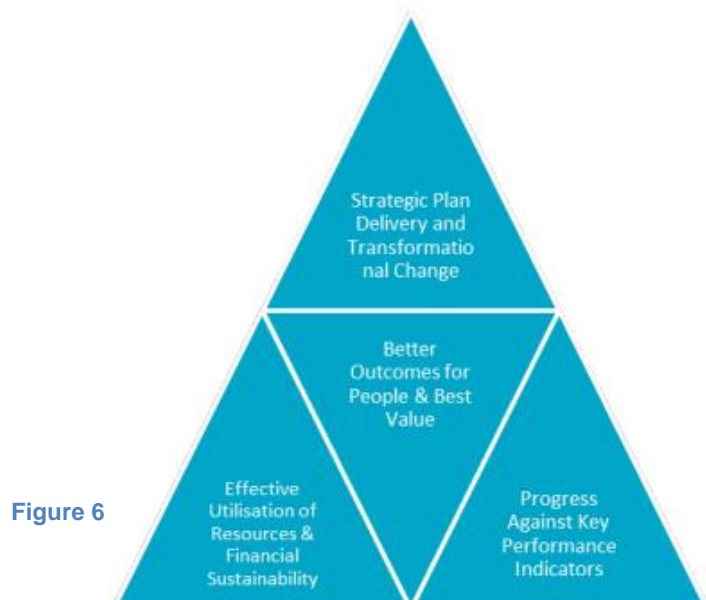 Strategic Plan
Delivery and
Transformatio
nal Change
Better
Outcomes for
People & Best
Value
Effective
Utilisation of
Resources &
Financial
Sustainability
Progress
Against Key
Performance
Indicators
Figure 6